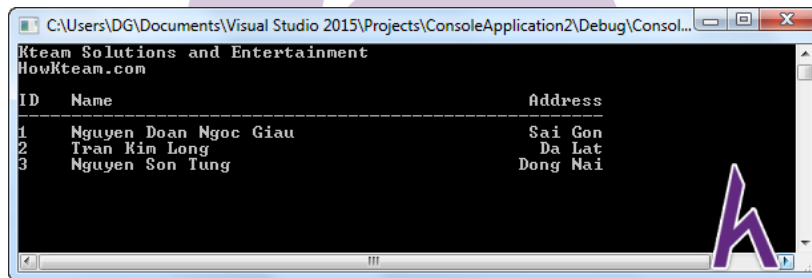 C:\Users\DG\Documents\Visual Studio 2015\Projects\ConsoleApplication2\Debug\Consol...
Kteam Solutions and Entertainment
HowKteam.com
ID Name Address
--------------------------------------------------------------
1 Nguyen Doan Ngoc Giau Sai Gon
2 Tran Kim Long Da Lat
3 Nguyen Son Tung Dong Nai